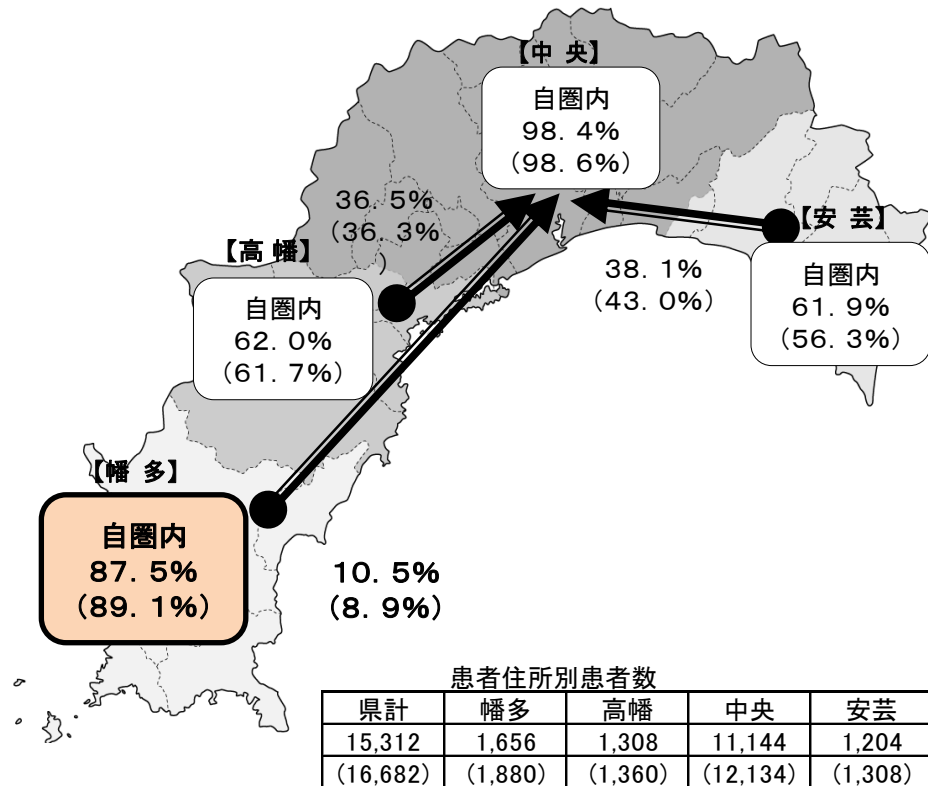 【中 央】
自圏内
98. 4%
(98. 6%)
36. 5%
(36. 3%
)
【高 幡】
自圏内
62. 0%
(61. 7%)
【安 芸】
自圏内
61. 9%
(56. 3%)
38. 1%
(43. 0%)
【幡 多】
自圏内
87. 5%
(89. 1%)
10. 5%
(8. 9%)
患者住所別患者数
県計 幡多 高幡 中央 安芸
15,312 1,656 1,308 11,144 1,204
(16,682) (1,880) (1,360) (12,134) (1,308)